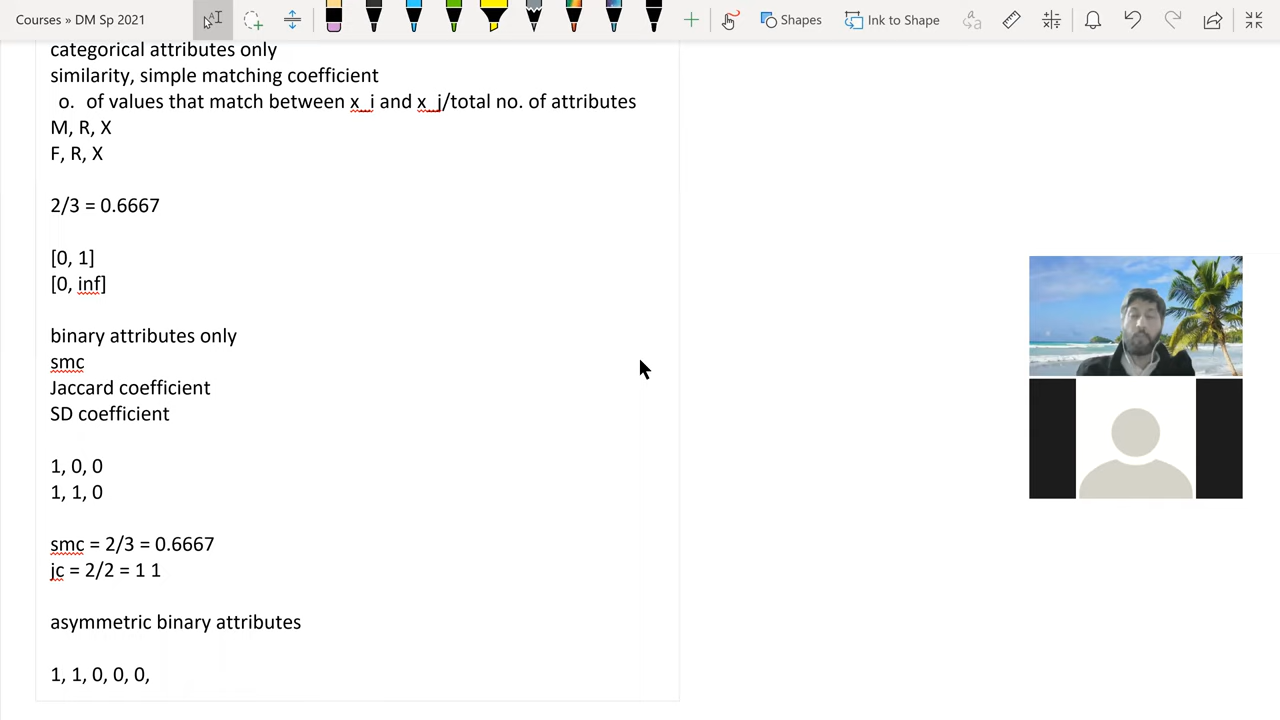 Courses » DM Sp 2021
Shapes
Ink to Shape
categorical attributes only
similarity, simple matching coefficient
o. of values that match between x_i and x_j/total no. of attributes
M, R, X
F, R, X
2/3 = 0.6667
[0, 1]
[0, inf]
binary attributes only
smc
Jaccard coefficient
SD coefficient
1, 0, 0
1, 1, 0
smc = 2/3 = 0.6667
jc = 2/2 = 1 1
asymmetric binary attributes
1, 1, 0, 0, 0,